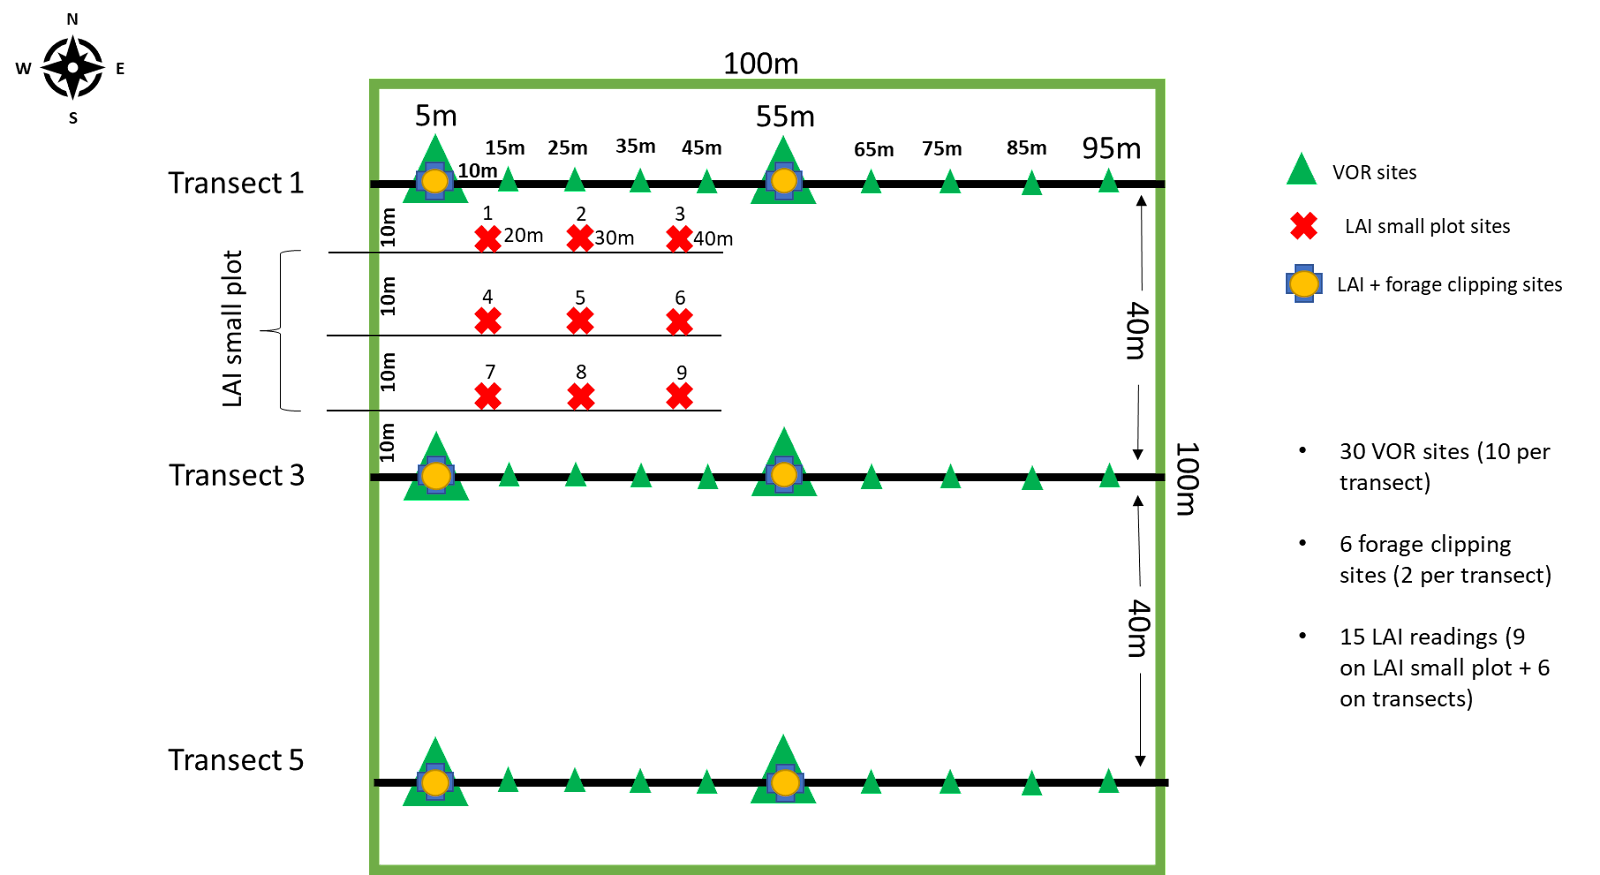 N
W
E
S
100m
5m
55m
15m
25m
35m
45m
65m
75m
85m
95m
10m
Transect 1
VOR sites
10m
1
2
3
20m
30m
40m
LAI small plot sites
LAI small plot
10m
4
5
6
LAI + forage clipping sites
40m
10m
7
8
9
10m
Transect 3
100m
• 30 VOR sites (10 per
transect)
• 6 forage clipping
sites (2 per transect)
40m
• 15 LAI readings (9
on LAI small plot + 6
on transects)
Transect 5